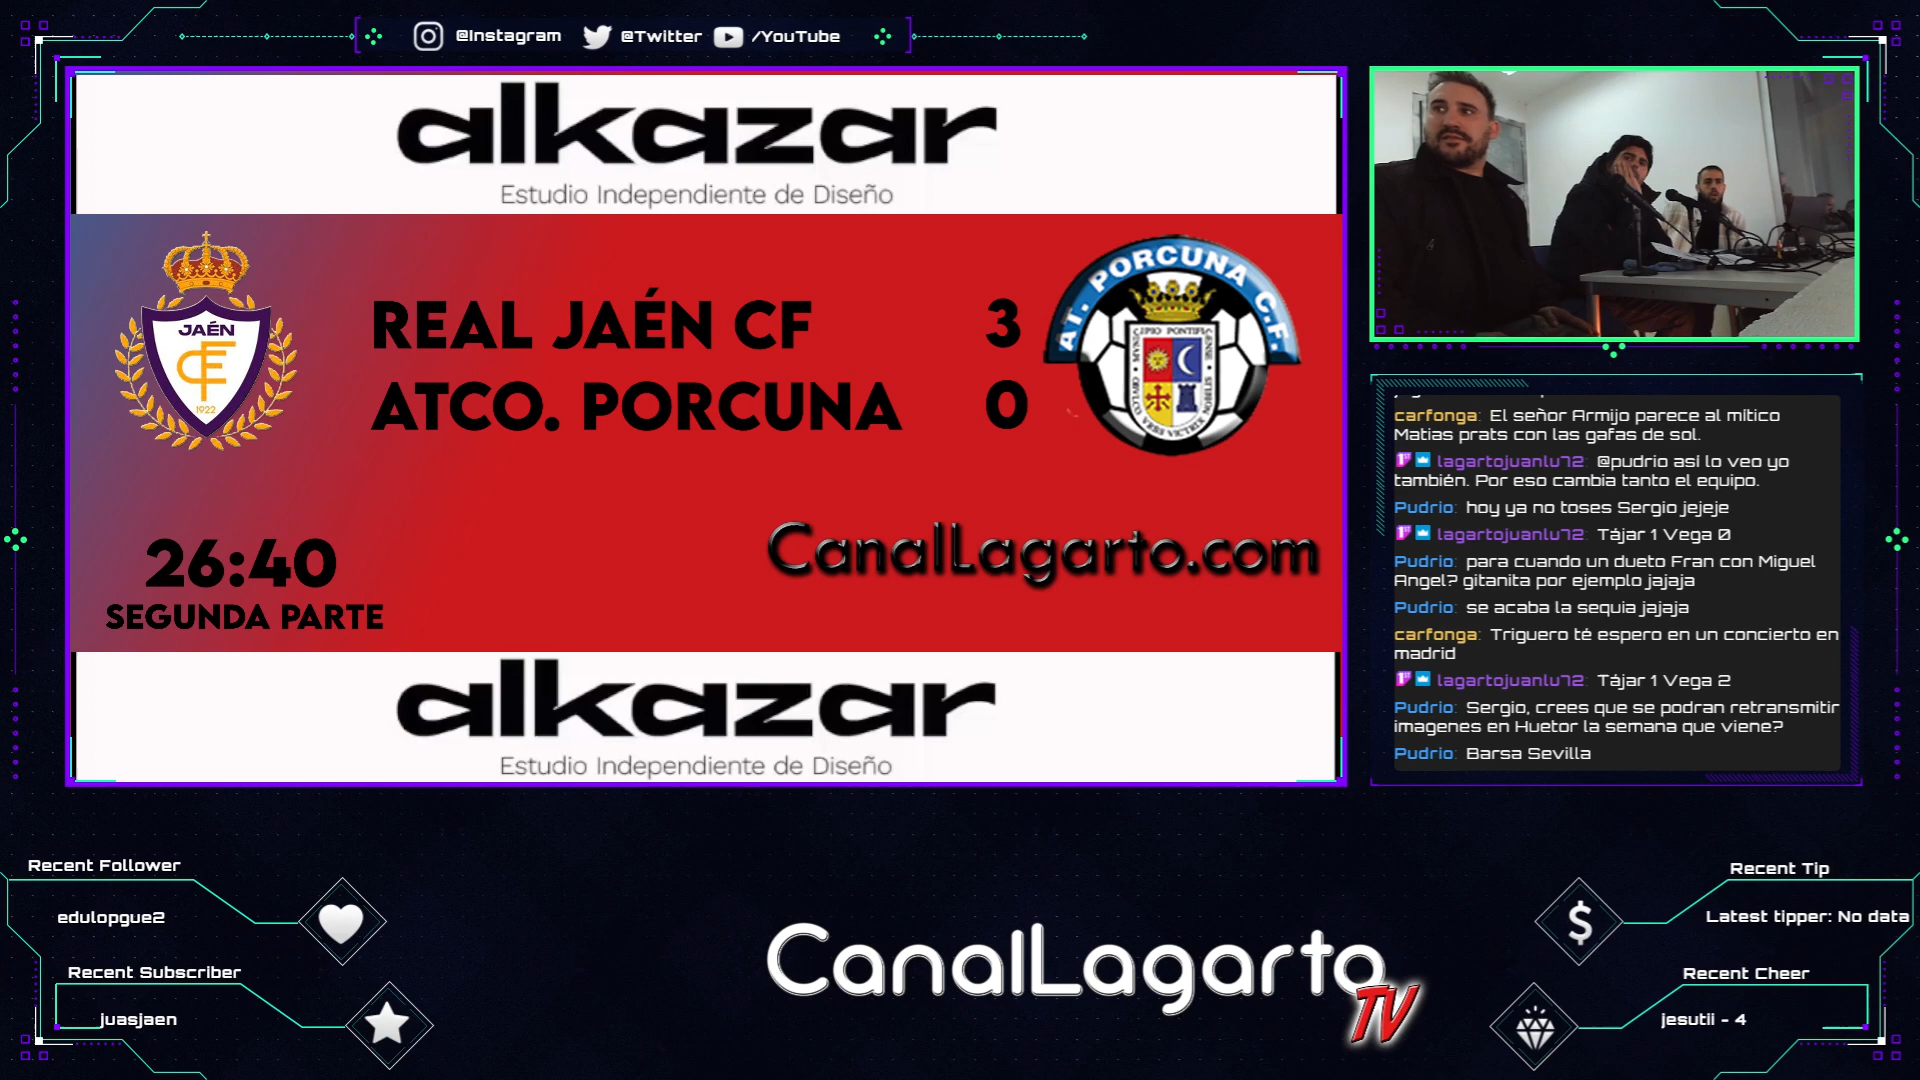 @Instagram @Twitter /YouTube
alkazar
Estudio Independiente de Diseño
JAÉN
CF
1922
REAL JAÉN CF 3
ATCO. PORCUNA 0
AT. PORCUNA C.F.
26:40
SEGUNDA PARTE
CanalLagarto.com
alkazar
Estudio Independiente de Diseño
carfonga: El señor Armijo parece al mítico
Matias prats con las gafas de sol.
lagartojuanlu72: @pudrio asi lo veo yo
también. Por eso cambia tanto el equipo.
Pudrio: hoy ya no toses Sergio jejeje
lagartojuanlu72: Tájar 1 Vega 0
Pudrio: para cuando un dueto Fran con Miguel
Angel? gitanita por ejemplo jajaja
Pudrio: se acaba la sequia jajaja
carfonga: Triguero té espero en un concierto en
madrid
lagartojuanlu72: Tájar 1 Vega 2
Pudrio: Sergio, crees que se podran retransmitir
imagenes en Huetor la semana que viene?
Pudrio: Barsa Sevilla
Recent Follower
edulopgue2
Recent Subscriber
juasjaen
CanalLagarto
TV
Recent Tip
Latest tipper: No data
Recent Cheer
jesutii - 4